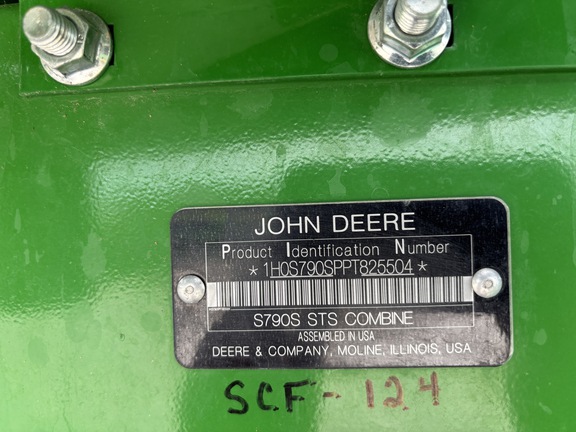 JOHN DEERE
Product Identification Number
*1H0S790SPPT825504*
S790S STS COMBINE
ASSEMBLED IN USA
DEERE & COMPANY, MOLINE, ILLINOIS, USA
SCF-124